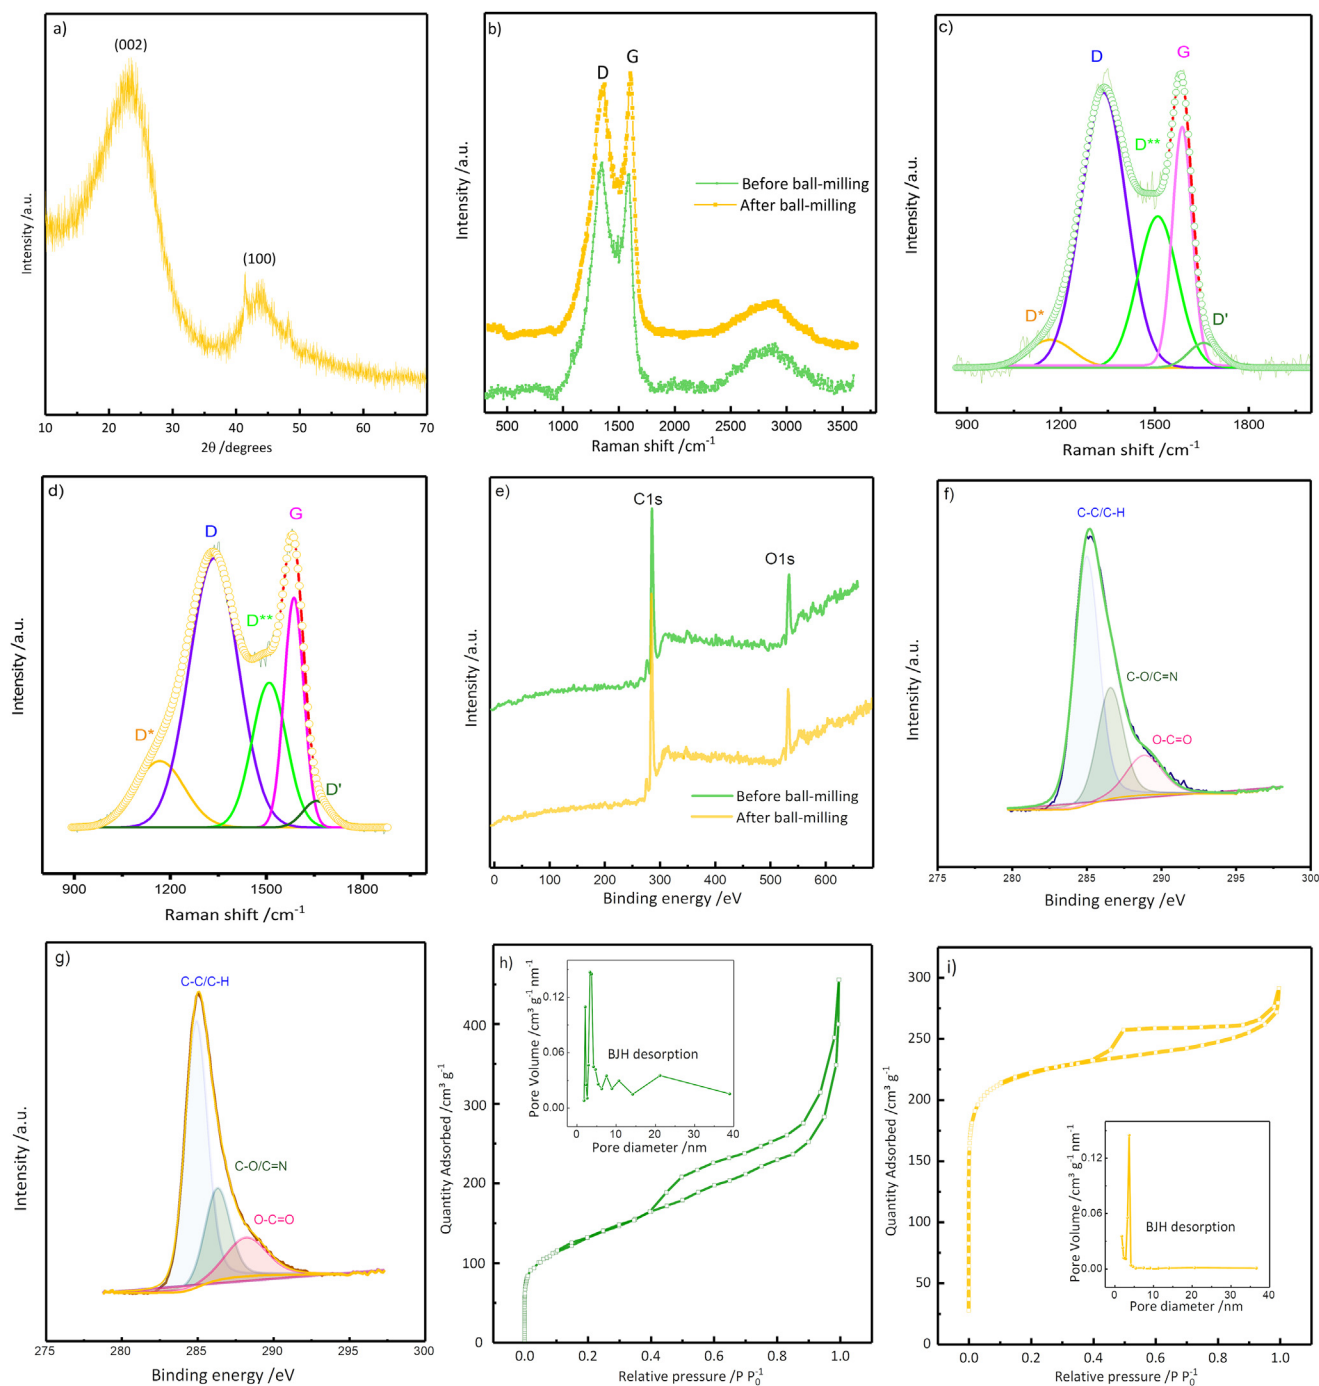 a)
(002)
(100)
Intensity /a.u.
10 20 30 40 50 60 70
2θ /degrees
b)
D
G
Before ball-milling
After ball-milling
Intensity /a.u.
500 1000 1500 2000 2500 3000 3500
Raman shift /cm-1
c)
D
G
D**
D*
D'
Intensity /a.u.
900 1200 1500 1800
Raman shift /cm-1
d)
D
G
D**
D*
D'
Intensity /a.u.
900 1200 1500 1800
Raman shift /cm-1
e)
C1s
O1s
Before ball-milling
After ball-milling
Intensity /a.u.
0 100 200 300 400 500 600
Binding energy /eV
f)
C-C/C-H
C-O/C=N
O-C=O
Intensity /a.u.
275 280 285 290 295 300
Binding energy /eV
g)
C-C/C-H
C-O/C=N
O-C=O
Intensity /a.u.
275 280 285 290 295 300
Binding energy /eV
h)
Quantity Adsorbed /cm³ g-1
400
300
250
200
150
100
50
0
0.0 0.2 0.4 0.6 0.8 1.0
Relative pressure /P P0-1
Pore Volume /cm³ g-1 nm-1
0.12
0.06
0.00
BJH desorption
0 10 20 30 40
Pore diameter /nm
i)
Quantity Adsorbed /cm³ g-1
300
250
200
150
100
50
0
0.0 0.2 0.4 0.6 0.8 1.0
Relative pressure /P P0-1
Pore Volume /cm³ g-1 nm-1
0.12
0.06
0.00
BJH desorption
0 10 20 30 40
Pore diameter /nm